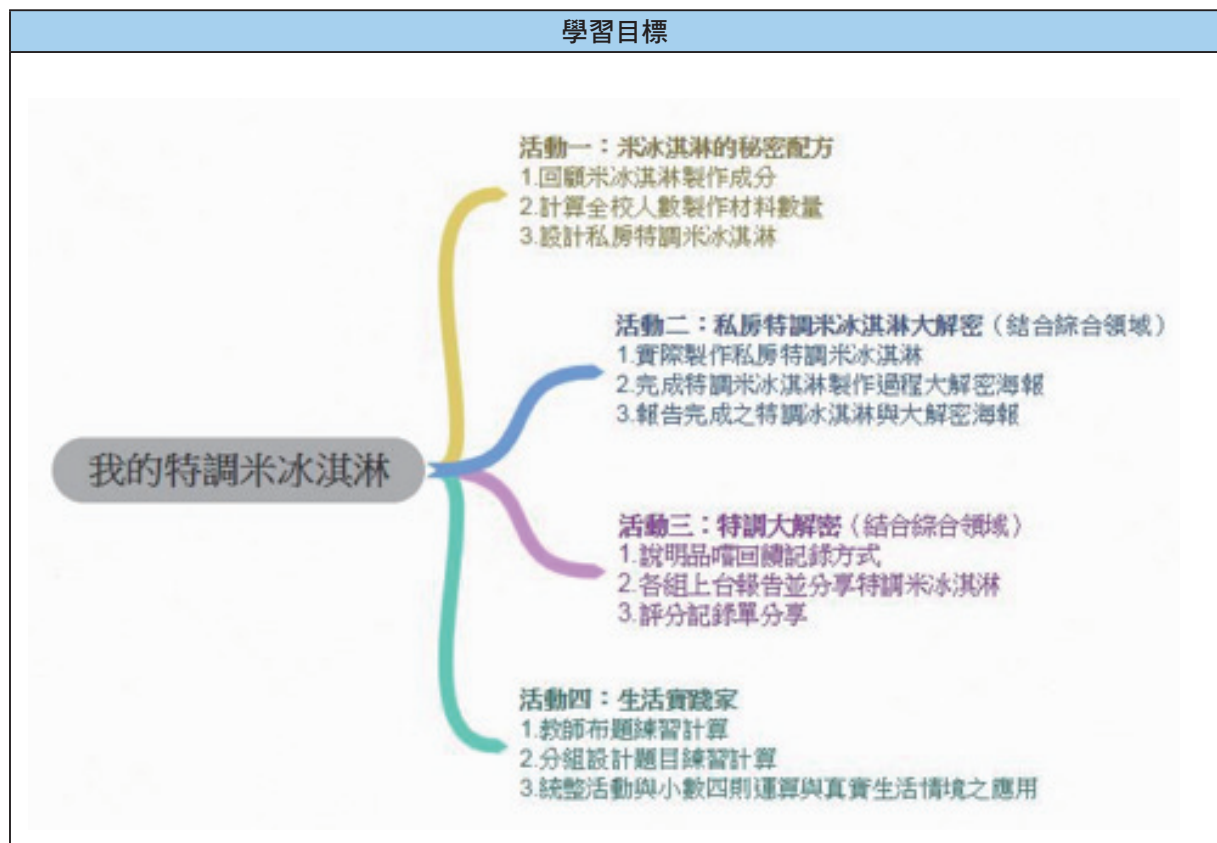 學習目標
活動一：米冰淇淋的秘密配方
1.回顧米冰淇淋製作成分
2.計算全校人數製作材料數量
3.設計私房特調米冰淇淋
活動二：私房特調米冰淇淋大解密（結合綜合領域）
1.實際製作私房特調米冰淇淋
2.完成特調米冰淇淋製作過程大解密海報
3.報告完成之特調冰淇淋與大解密海報
我的特調米冰淇淋
活動三：特調大解密（結合綜合領域）
1.說明品嚐回饋記錄方式
2.各組上台報告並分享特調米冰淇淋
3.評分記錄單分享
活動四：生活實踐家
1.教師布題練習計算
2.分組設計題目練習計算
3.統整活動與小數四則運算與真實生活情境之應用